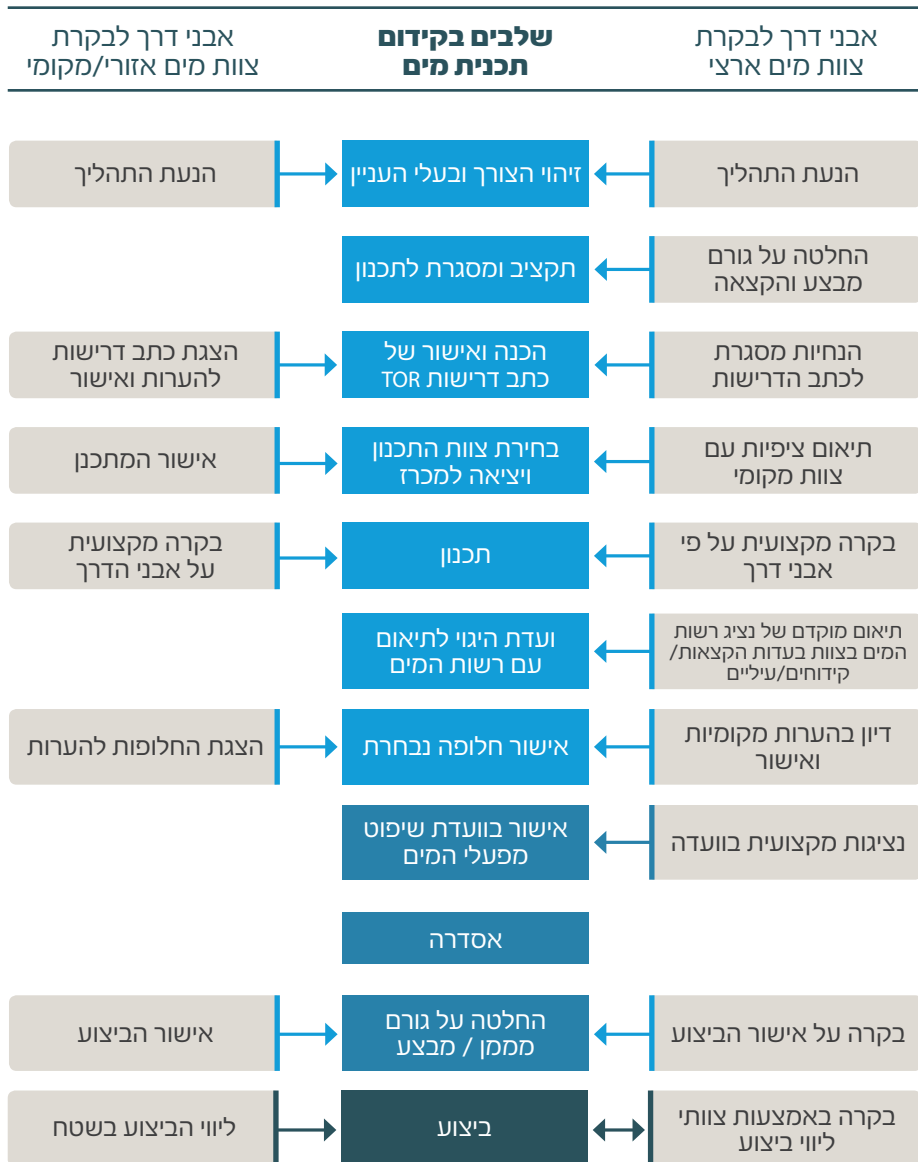 אבני דרך לבקרת
צוות מים ארצי
שלבים בקידום
תכנית מים
אבני דרך לבקרת
צוות מים אזורי/מקומי
הנעת התהליך
זיהוי הצורך ובעלי העניין
הנעת התהליך
החלטה על גורם
מבצע והקצאה
תקציב ומסגרת לתכנון
הנחיות מסגרת
לכתב הדרישות
הכנה ואישור של
כתב דרישות TOR
הצגת כתב דרישות
להערות ואישור
תיאום ציפיות עם
צוות מקומי
בחירת צוות התכנון
ויציאה למכרז
אישור המתכנן
בקרה מקצועית על פי
אבני דרך
תכנון
בקרה מקצועית
על אבני הדרך
תיאום מוקדם של נציג רשות
המים בצוות בעדות הקצאות/
קידוחים/עיליים
ועדת היגוי לתיאום
עם רשות המים
דיון בהערות מקומיות
ואישור
אישור חלופה נבחרת
הצגת החלופות להערות
נציגות מקצועית בוועדה
אישור בוועדת שיפוט
מפעלי המים
אסדרה
בקרה על אישור הביצוע
החלטה על גורם
מממן / מבצע
אישור הביצוע
בקרה באמצעות צוותי
ליווי ביצוע
ביצוע
ליווי הביצוע בשטח